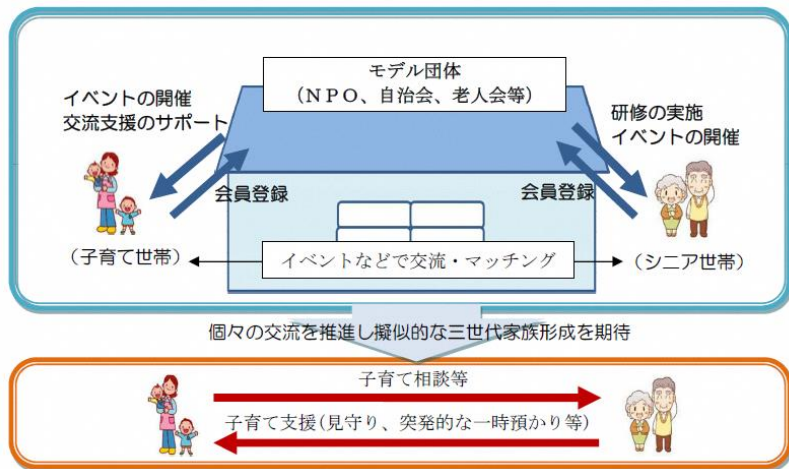 モデル団体
（ＮＰＯ、自治会、老人会等）
イベントの開催
交流支援のサポート
研修の実施
イベントの開催
会員登録
会員登録
（子育て世帯）
イベントなどで交流・マッチング
（シニア世帯）
個々の交流を推進し擬似的な三世代家族形成を期待
子育て相談等
子育て支援(見守り、突発的な一時預かり等)